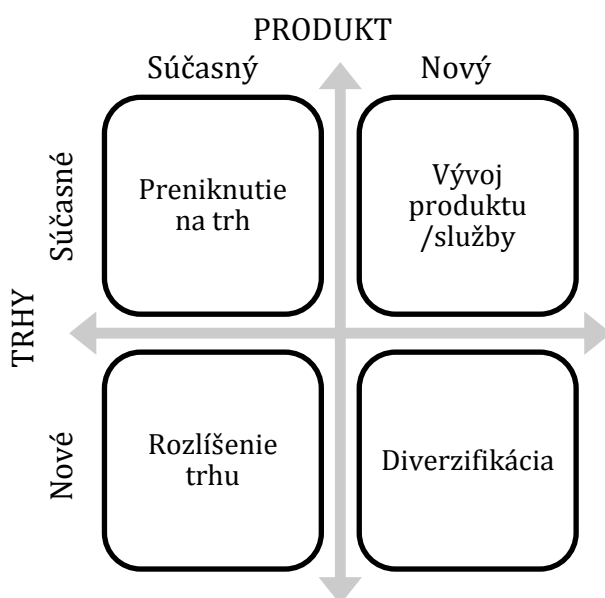 PRODUKT
Súčasný
Nový
TRHY
Súčasné
Preniknutie
na trh
Vývoj
produktu
/služby
Nové
Rozlíšenie
trhu
Diverzifikácia